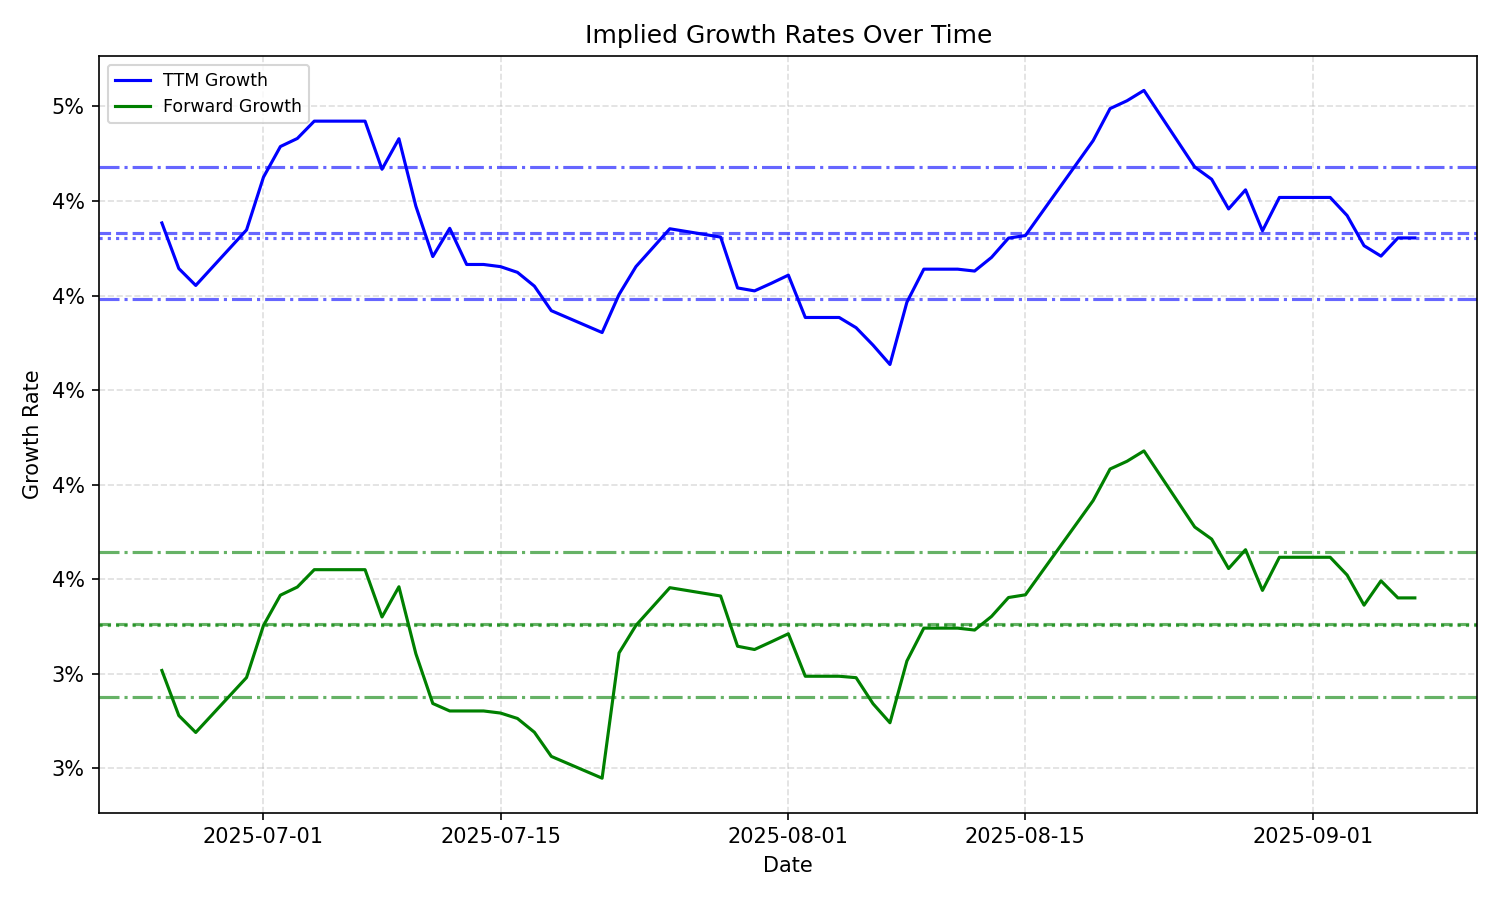 Implied Growth Rates Over Time
TTM Growth
Forward Growth
5%
4%
4%
4%
4%
4%
3%
3%
Growth Rate
2025-07-01
2025-07-15
2025-08-01
2025-08-15
2025-09-01
Date